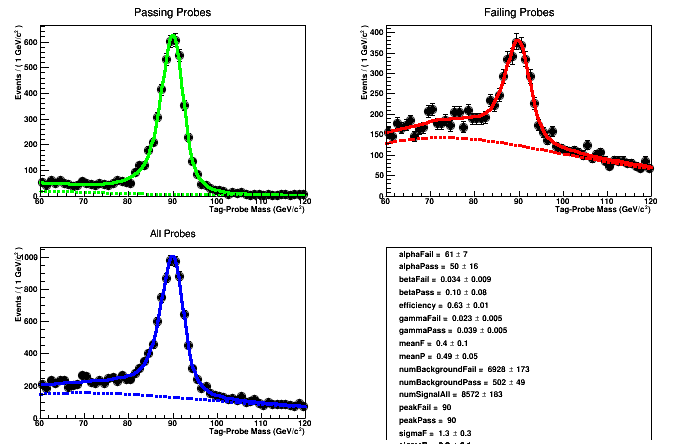 Passing Probes
Events / ( 1 GeV/c² )
600
500
400
300
200
100
0
60 70 80 90 100 110 120
Tag-Probe Mass (GeV/c²)
Failing Probes
Events / ( 1 GeV/c² )
400
350
300
250
200
150
100
50
0
60 70 80 90 100 110 120
Tag-Probe Mass (GeV/c²)
All Probes
Events / ( 1 GeV/c² )
1000
800
600
400
200
0
60 70 80 90 100 110 120
Tag-Probe Mass (GeV/c²)
alphaFail = 61 ± 7
alphaPass = 50 ± 16
betaFail = 0.034 ± 0.009
betaPass = 0.10 ± 0.08
efficiency = 0.63 ± 0.01
gammaFail = 0.023 ± 0.005
gammaPass = 0.039 ± 0.005
meanF = 0.4 ± 0.1
meanP = 0.49 ± 0.05
numBackgroundFail = 6928 ± 173
numBackgroundPass = 502 ± 49
numSignalAll = 8572 ± 183
peakFail = 90
peakPass = 90
sigmaF = 1.3 ± 0.3